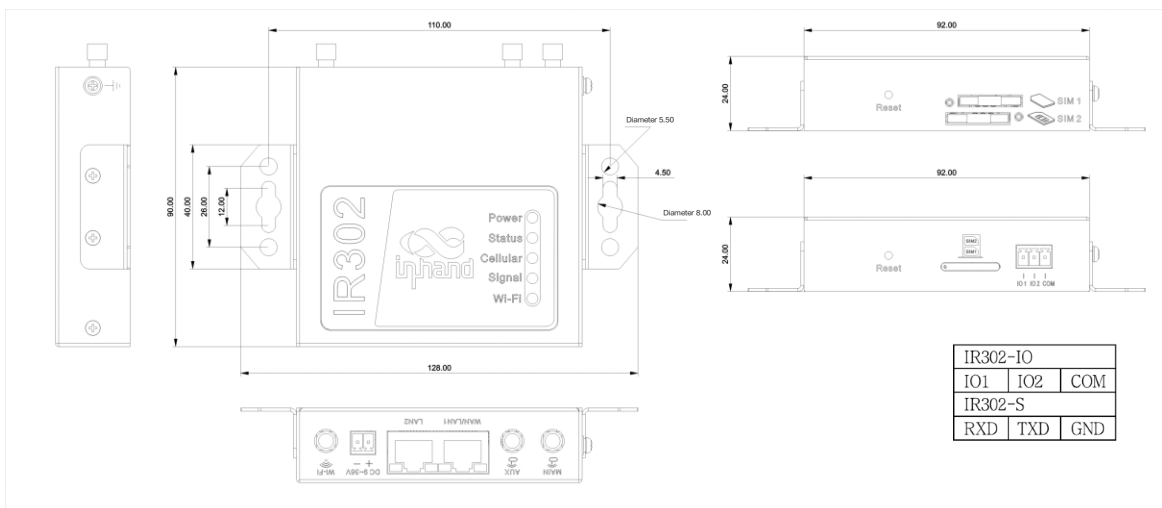 110.00
Diameter 5.50
4.50
Diameter 8.00
90.00
40.00
26.00
12.00
IR302
inhand
Power
Status
Cellular
Signal
Wi-Fi
128.00
LAN2
WAN/LAN1
WI-FI
DC 9~36V
− +
AUX
MAIN
92.00
24.00
Reset
SIM 1
SIM 2
92.00
24.00
Reset
SIM2
SIM1
IO1 IO2 COM
IR302-IO
IO1 IO2 COM
IR302-S
RXD TXD GND